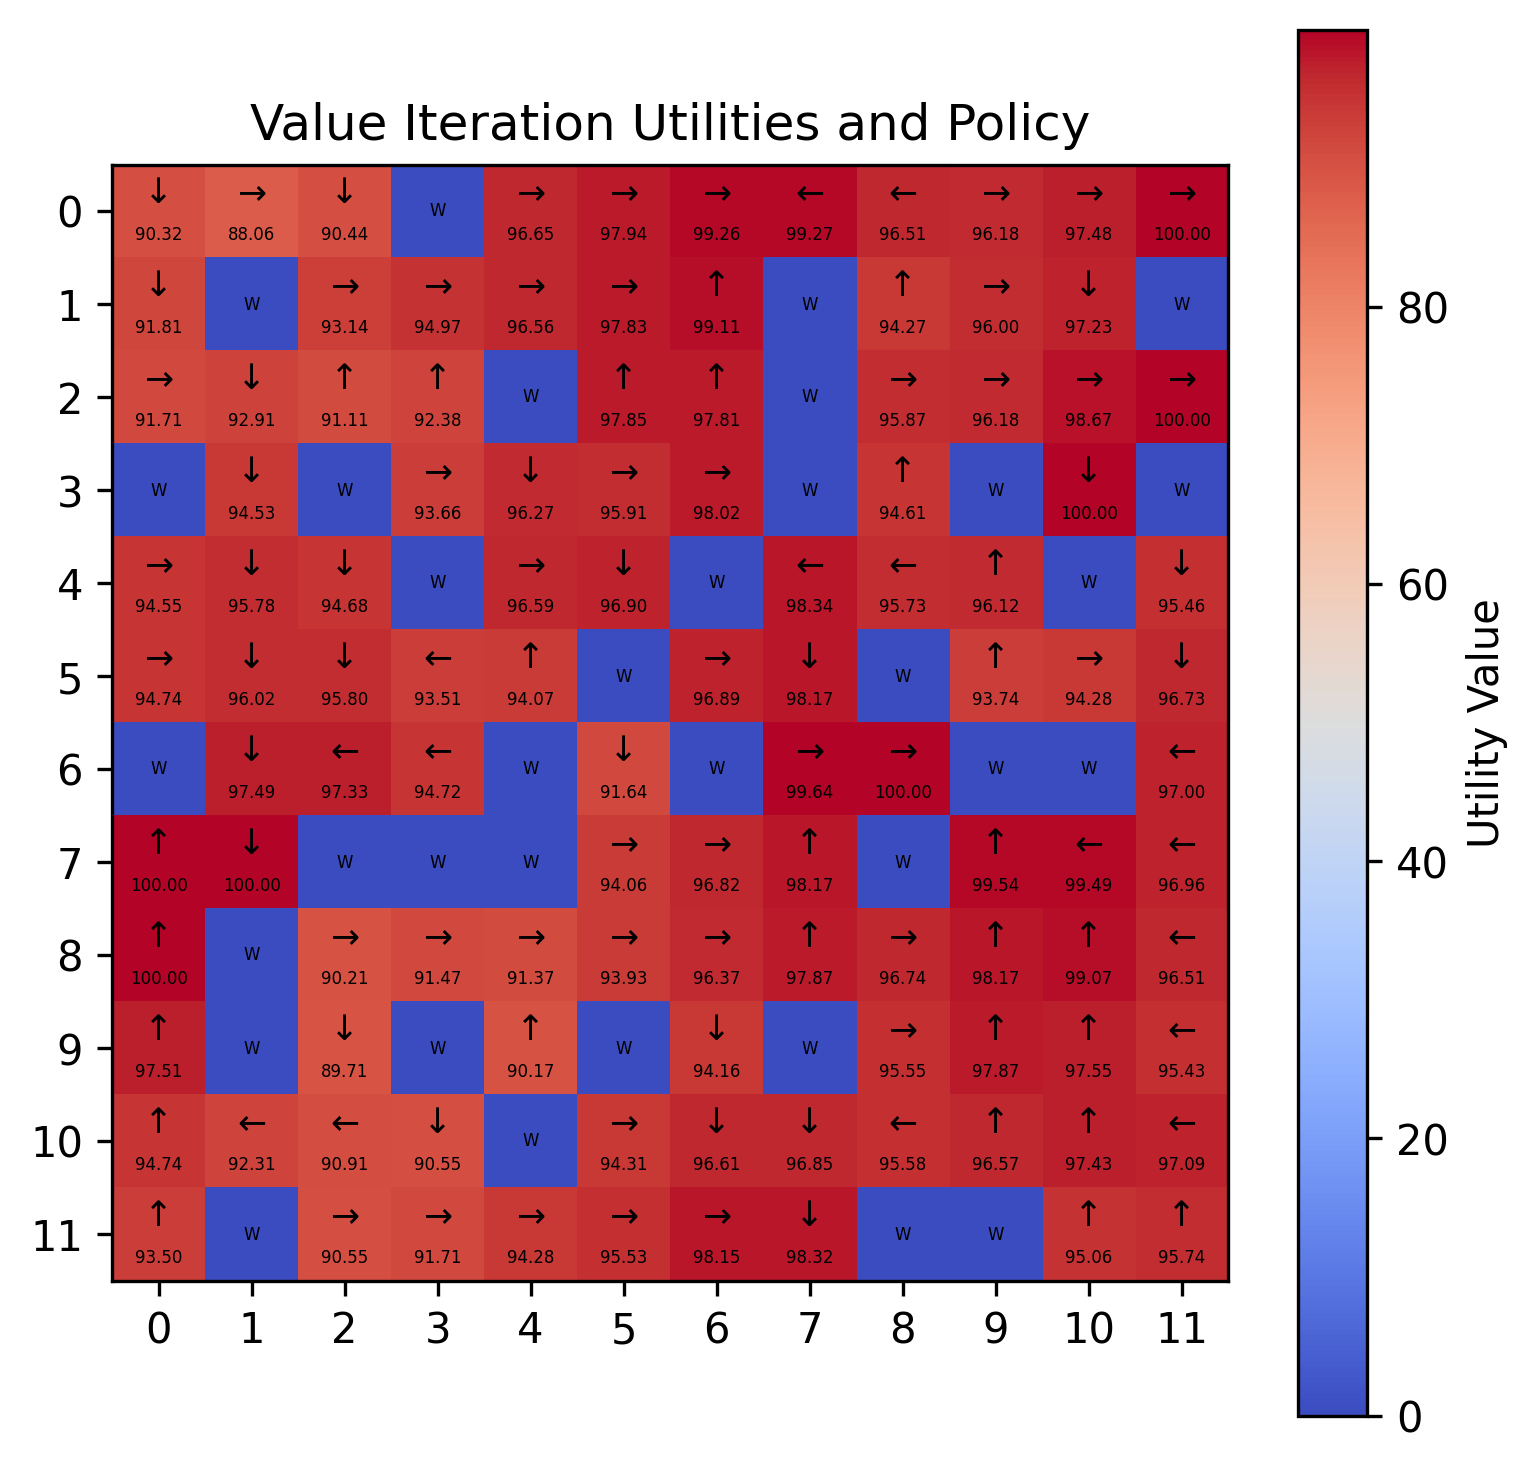 Value Iteration Utilities and Policy
0 ↓ → ↓ W → → → ← ← → → →
90.32 88.06 90.44 96.65 97.94 99.26 99.27 96.51 96.18 97.48 100.00
1 ↓ W → → → → ↑ W ↑ → ↓ W
91.81 93.14 94.97 96.56 97.83 99.11 94.27 96.00 97.23
2 → ↓ ↑ ↑ W ↑ ↑ W → → → →
91.71 92.91 91.11 92.38 97.85 97.81 95.87 96.18 98.67 100.00
3 W ↓ W → ↓ → → W ↑ W ↓ W
94.53 93.66 96.27 95.91 98.02 94.61 100.00
4 → ↓ ↓ W → ↓ W ← ← ↑ W ↓
94.55 95.78 94.68 96.59 96.90 98.34 95.73 96.12 95.46
5 → ↓ ↓ ← ↑ W → ↓ W ↑ → ↓
94.74 96.02 95.80 93.51 94.07 96.89 98.17 93.74 94.28 96.73
6 W ↓ ← ← W ↓ W → → W W ←
97.49 97.33 94.72 91.64 99.64 100.00 97.00
7 ↑ ↓ W W W → → ↑ W ↑ ← ←
100.00 100.00 94.06 96.82 98.17 99.54 99.49 96.96
8 ↑ W → → → → → ↑ → ↑ ↑ ←
100.00 90.21 91.47 91.37 93.93 96.37 97.87 96.74 98.17 99.07 96.51
9 ↑ W ↓ W ↑ W ↓ W → ↑ ↑ ←
97.51 89.71 90.17 94.16 95.55 97.87 97.55 95.43
10 ↑ ← ← ↓ W → ↓ ↓ ← ↑ ↑ ←
94.74 92.31 90.91 90.55 94.31 96.61 96.85 95.58 96.57 97.43 97.09
11 ↑ W → → → → → ↓ W W ↑ ↑
93.50 90.55 91.71 94.28 95.53 98.15 98.32 95.06 95.74
0 1 2 3 4 5 6 7 8 9 10 11
80
60
40
20
0
Utility Value